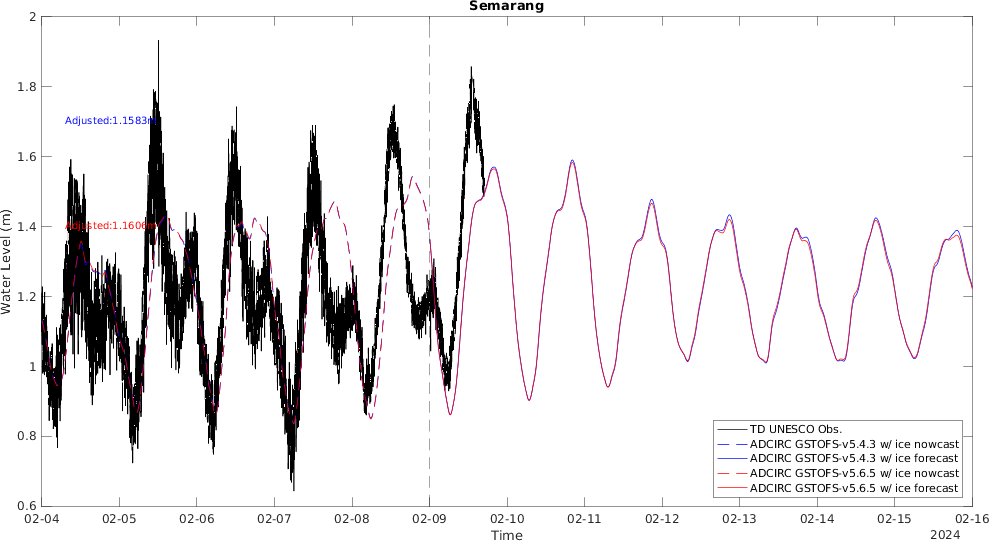 Semarang
Water Level (m)
2
1.8
1.6
1.4
1.2
1
0.8
0.6
Adjusted:1.1583m
Adjusted:1.1606m
TD UNESCO Obs.
ADCIRC GSTOFS-v5.4.3 w/ ice nowcast
ADCIRC GSTOFS-v5.4.3 w/ ice forecast
ADCIRC GSTOFS-v5.6.5 w/ ice nowcast
ADCIRC GSTOFS-v5.6.5 w/ ice forecast
02-04 02-05 02-06 02-07 02-08 02-09 02-10 02-11 02-12 02-13 02-14 02-15 02-16
Time
2024